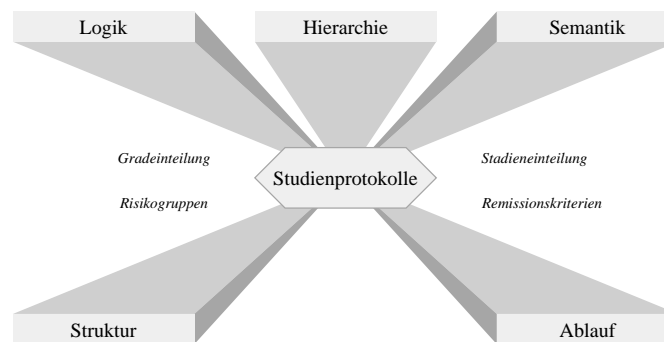 Logik
Hierarchie
Semantik
Gradeinteilung
Stadieneinteilung
Studienprotokolle
Risikogruppen
Remissionskriterien
Struktur
Ablauf